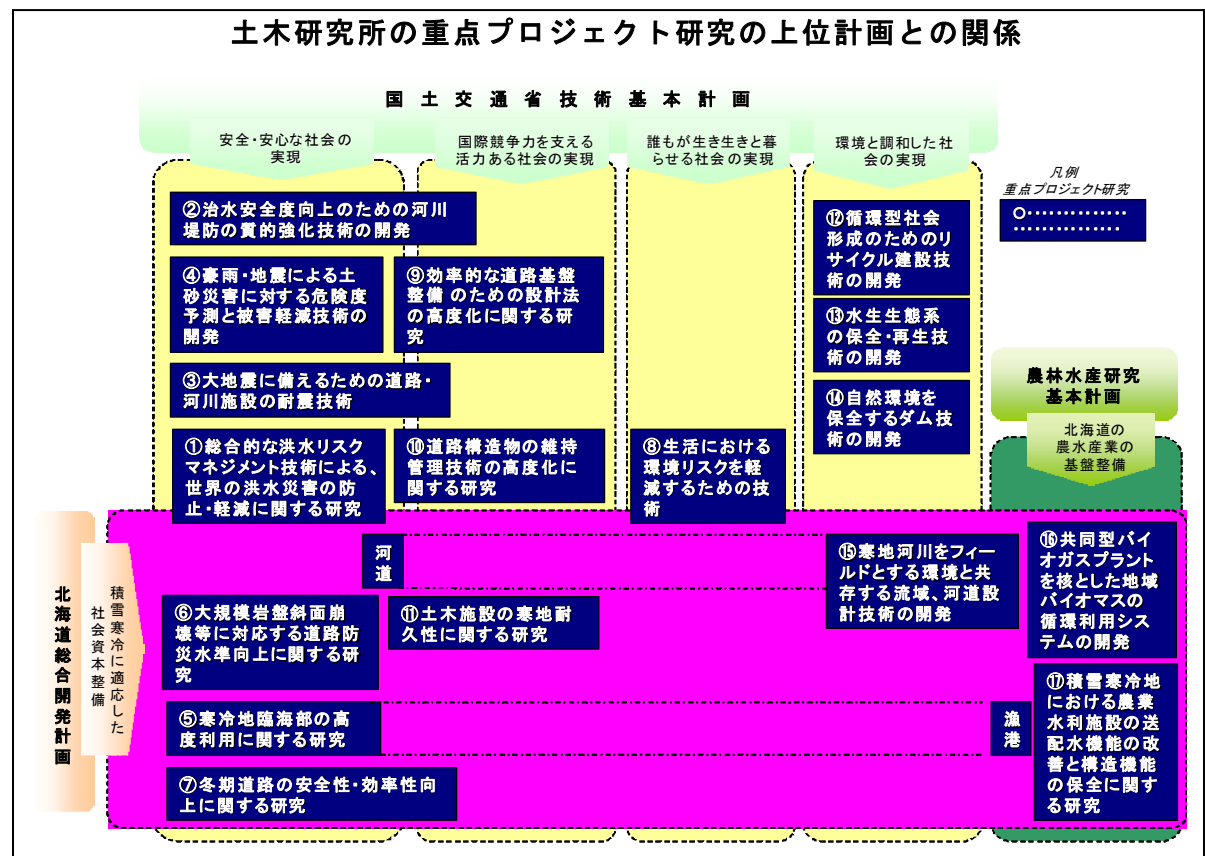 土木研究所の重点プロジェクト研究の上位計画との関係
国土交通省技術基本計画
安全・安心な社会の
実現
国際競争力を支える
活力ある社会の実現
誰もが生き生きと暮
らせる社会の実現
環境と調和した社
会の実現
凡例
重点プロジェクト研究
○‥‥‥‥‥‥‥
‥‥‥‥‥‥‥
②治水安全度向上のための河川
堤防の質的強化技術の開発
④豪雨・地震による土
砂災害に対する危険度
予測と被害軽減技術の
開発
⑨効率的な道路基盤
整備のための設計法
の高度化に関する研
究
③大地震に備えるための道路・
河川施設の耐震技術
①総合的な洪水リスク
マネジメント技術による、
世界の洪水災害の防
止・軽減に関する研究
⑩道路構造物の維持
管理技術の高度化に
関する研究
⑧生活における
環境リスクを軽
減するための技
術
⑫循環型社会
形成のためのリ
サイクル建設技
術の開発
⑬水生生態系
の保全・再生技
術の開発
⑭自然環境を
保全するダム技
術の開発
農林水産研究
基本計画
北海道の
農水産業の
基盤整備
北海道総合開発計画
積雪寒冷に適応した
社会資本整備
河道
⑮寒地河川をフィー
ルドとする環境と共
存する流域、河道設
計技術の開発
⑯共同型バイ
オガスプラント
を核とした地域
バイオマスの
循環利用シス
テムの開発
⑥大規模岩盤斜面崩
壊等に対応する道路防
災水準向上に関する研
究
⑪土木施設の寒地耐
久性に関する研究
⑤寒冷地臨海部の高
度利用に関する研究
漁港
⑰積雪寒冷地
における農業
水利施設の送
配水機能の改
善と構造機能
の保全に関す
る研究
⑦冬期道路の安全性・効率性向
上に関する研究